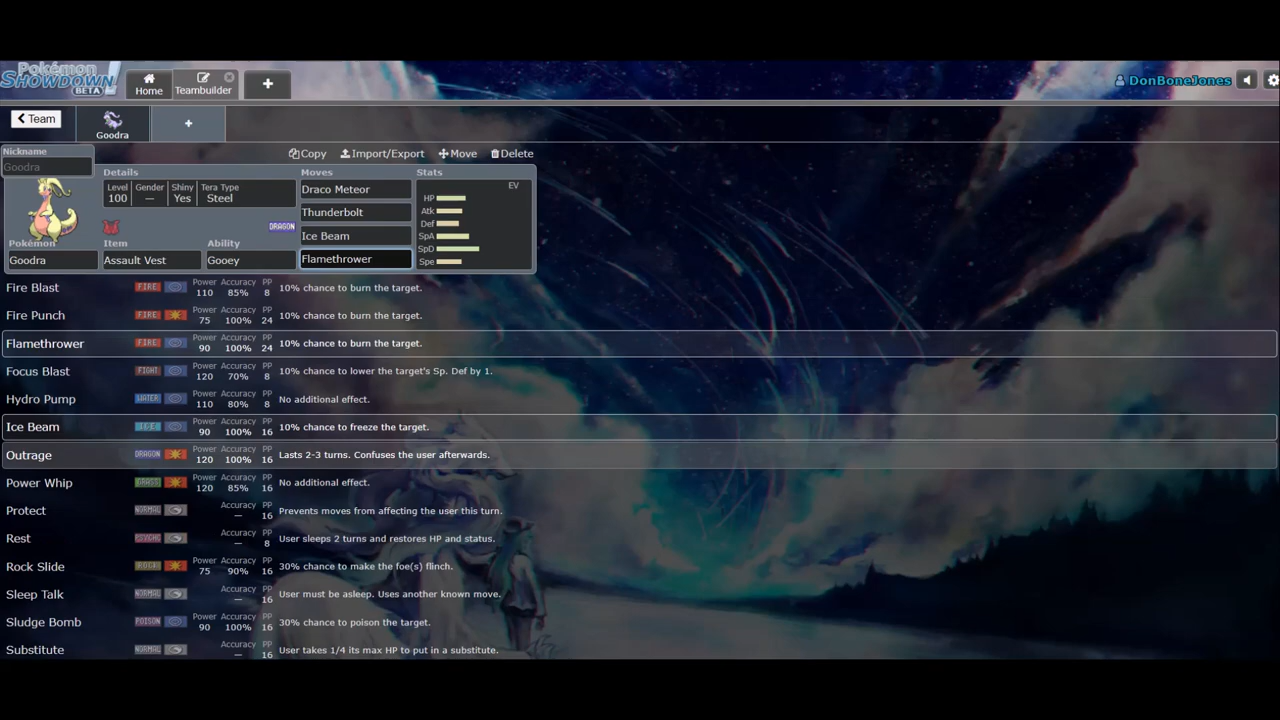 Pokémon
SHOWDOWN!
BETA
Home
Teambuilder
+
DonBoneJones
< Team
Goodra
+
Nickname
Goodra
Copy Import/Export Move Delete
Details
Level Gender Shiny Tera Type
100 — Yes Steel
DRAGON
Pokémon Item Ability
Goodra Assault Vest Gooey
Moves
Draco Meteor
Thunderbolt
Ice Beam
Flamethrower
Stats
EV
HP
Atk
Def
SpA
SpD
Spe
Fire Blast FIRE Power 110 Accuracy 85% PP 8 10% chance to burn the target.
Fire Punch FIRE Power 75 Accuracy 100% PP 24 10% chance to burn the target.
Flamethrower FIRE Power 90 Accuracy 100% PP 24 10% chance to burn the target.
Focus Blast FIGHT Power 120 Accuracy 70% PP 8 10% chance to lower the target's Sp. Def by 1.
Hydro Pump WATER Power 110 Accuracy 80% PP 8 No additional effect.
Ice Beam ICE Power 90 Accuracy 100% PP 16 10% chance to freeze the target.
Outrage DRAGON Power 120 Accuracy 100% PP 16 Lasts 2-3 turns. Confuses the user afterwards.
Power Whip GRASS Power 120 Accuracy 85% PP 16 No additional effect.
Protect NORMAL Accuracy — PP 16 Prevents moves from affecting the user this turn.
Rest PSYCHC Accuracy — PP 8 User sleeps 2 turns and restores HP and status.
Rock Slide ROCK Power 75 Accuracy 90% PP 16 30% chance to make the foe(s) flinch.
Sleep Talk NORMAL Accuracy — PP 16 User must be asleep. Uses another known move.
Sludge Bomb POISON Power 90 Accuracy 100% PP 16 30% chance to poison the target.
Substitute NORMAL Accuracy — PP 16 User takes 1/4 its max HP to put in a substitute.